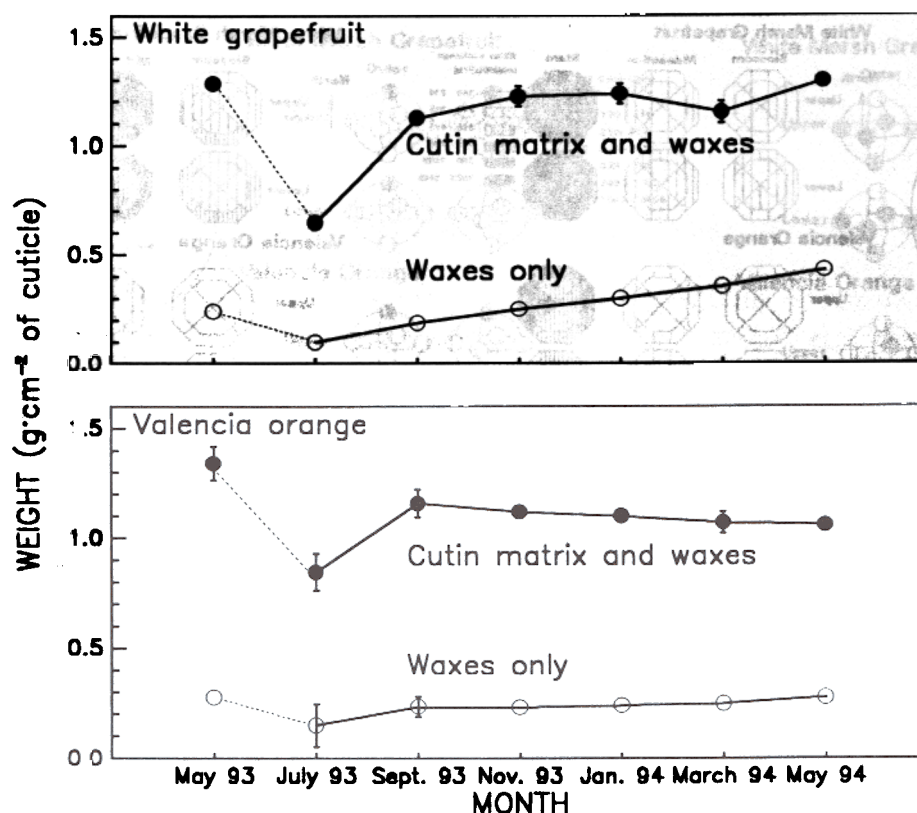 WEIGHT (g·cm⁻² of cuticle)
1.5
1.0
0.5
0.0
White grapefruit
Cutin matrix and waxes
Waxes only
1.5
1.0
0.5
0.0
Valencia orange
Cutin matrix and waxes
Waxes only
May 93 July 93 Sept. 93 Nov. 93 Jan. 94 March 94 May 94
MONTH